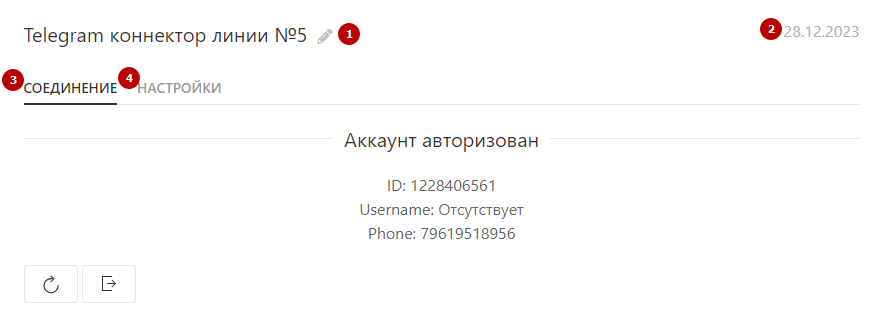 Telegram коннектор линии №5 1
2 28.12.2023
3 СОЕДИНЕНИЕ 4 НАСТРОЙКИ
Аккаунт авторизован
ID: 1228406561
Username: Отсутствует
Phone: 79619518956